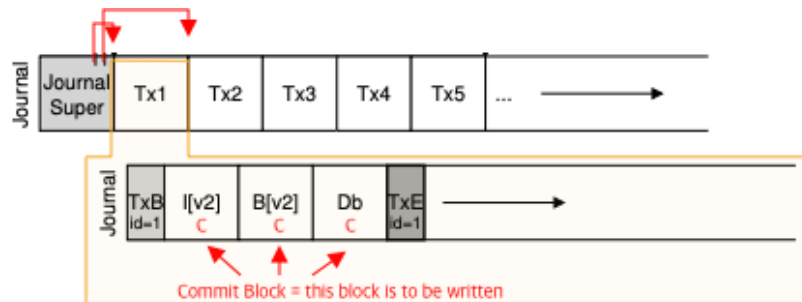 Journal
Journal
Super
Tx1
Tx2
Tx3
Tx4
Tx5
...
Journal
TxB
id=1
I[v2]
C
B[v2]
C
Db
C
TxE
id=1
Commit Block = this block is to be written